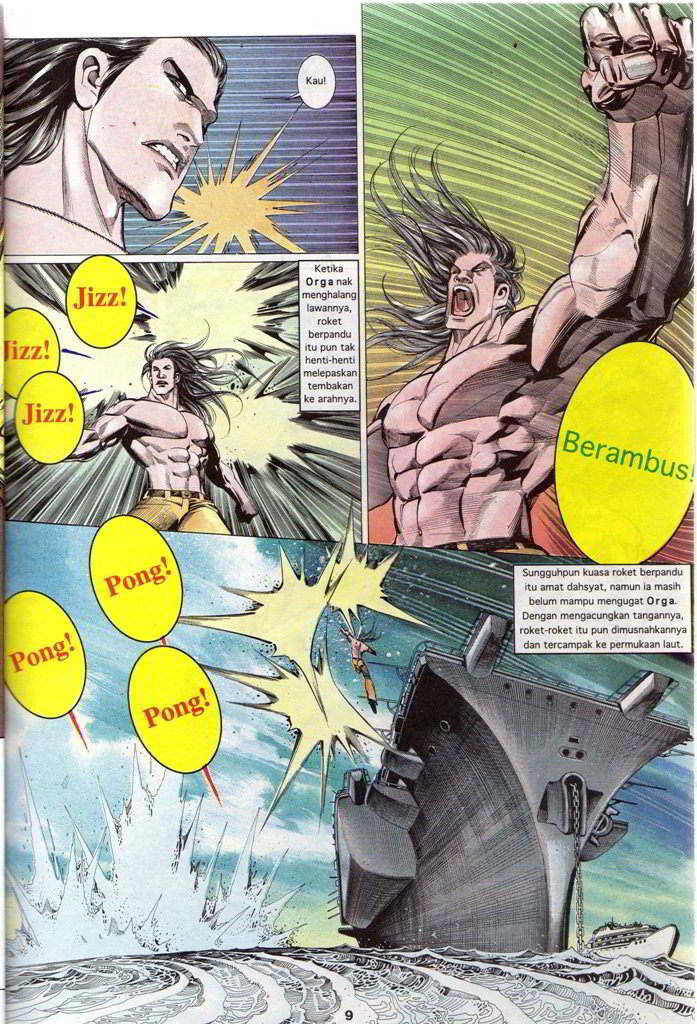 Kau!
Jizz!
Jizz!
Jizz!
Ketika
Orga nak
menghalang
lawannya,
roket
berpandu
itu pun tak
henti-henti
melepaskan
tembakan
ke arahnya.
Berambus!
Pong!
Pong!
Pong!
Sungguhpun kuasa roket berpandu
itu amat dahsyat, namun ia masih
belum mampu mengugat Orga.
Dengan mengacungkan tangannya,
roket-roket itu pun dimusnahkannya
dan tercampak ke permukaan laut.
9